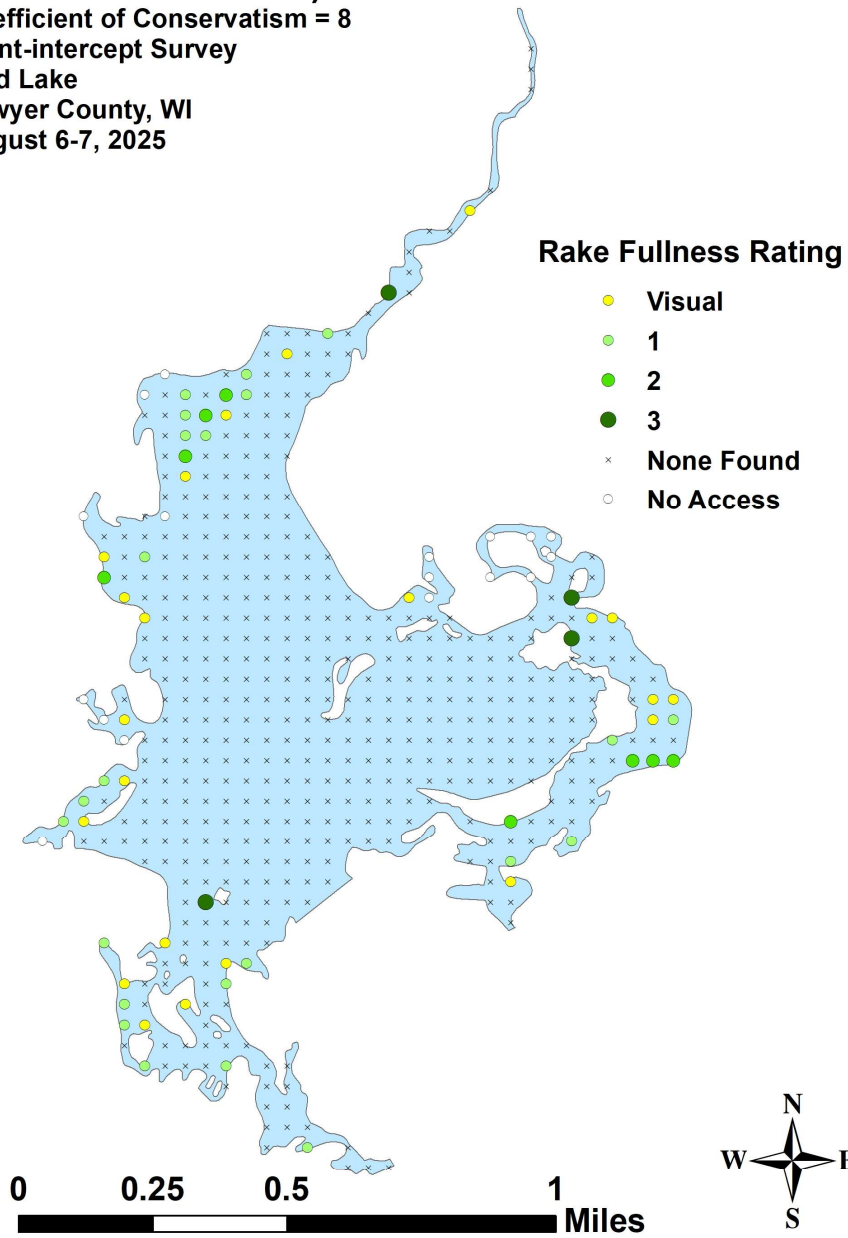 efficient of Conservatism = 8
nt-intercept Survey
d Lake
wyer County, WI
gust 6-7, 2025
Rake Fullness Rating
Visual
1
2
3
None Found
No Access
N
W
S
0 0.25 0.5 1
Miles